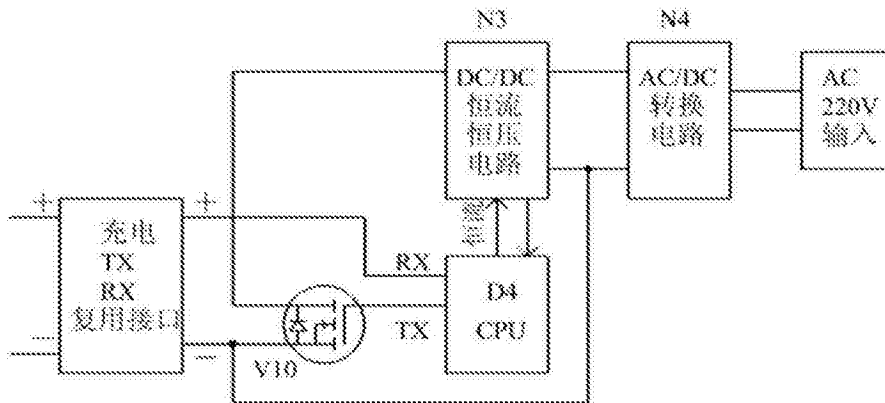 N3
N4
DC/DC
恒流
恒压
电路
AC/DC
转换
电路
AC
220V
输入
+
+
充电
TX
RX
复用接口
—
—
V10
RX
TX
D4
CPU